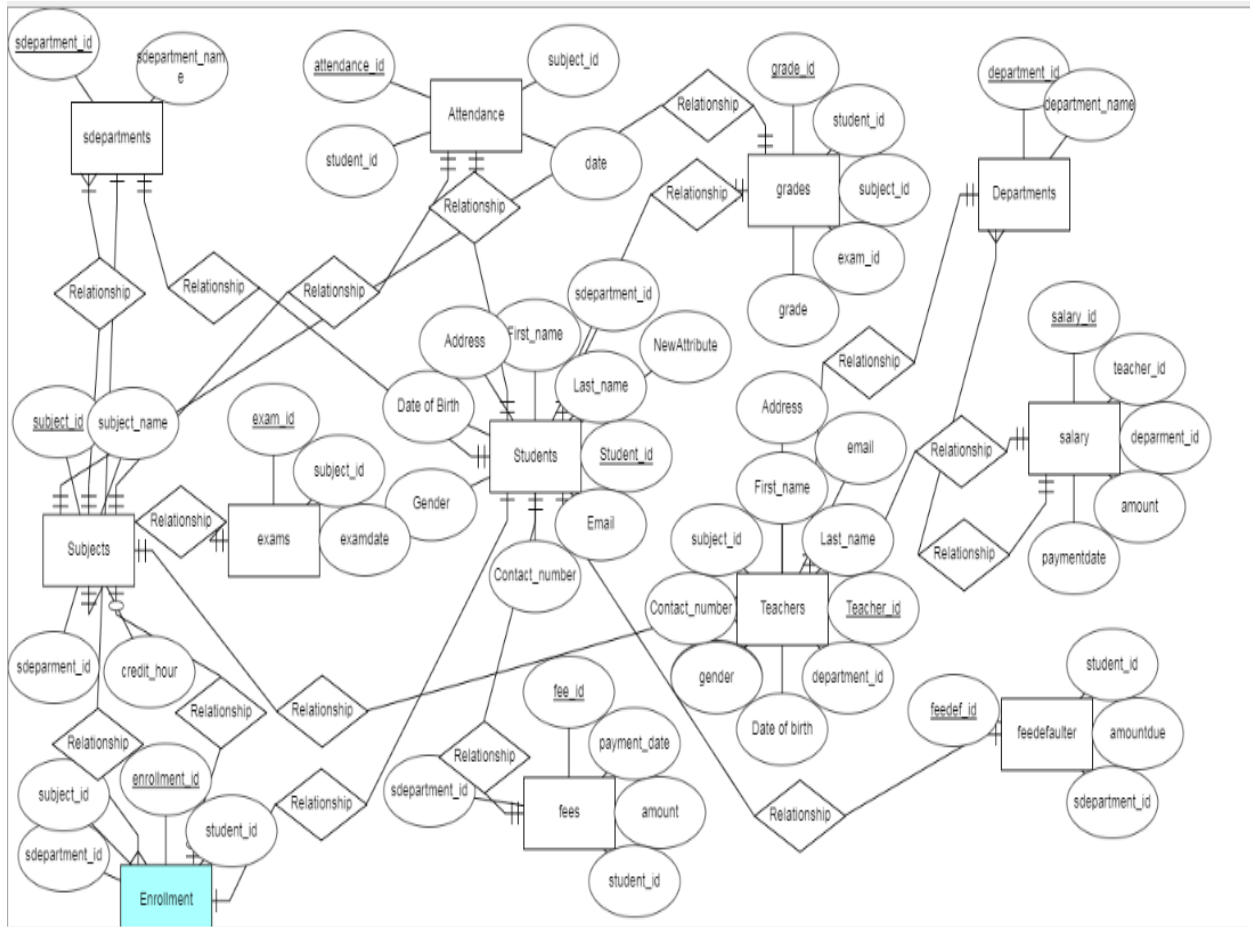 sdepartment_id
sdepartment_nam
e
sdepartments
attendance_id
subject_id
Attendance
student_id
date
Relationship
grade_id
student_id
Relationship
grades
subject_id
exam_id
grade
department_id
department_name
Departments
Relationship
Relationship
Relationship
Relationship
sdepartment_id
Address
First_name
NewAttribute
Last_name
Date of Birth
Students
Student_id
Gender
Email
Contact_number
Relationship
salary_id
teacher_id
salary
deparment_id
amount
paymentdate
Relationship
Relationship
subject_id
subject_name
exam_id
subject_id
Relationship
exams
examdate
Subjects
sdeparment_id
credit_hour
Address
email
First_name
subject_id
Last_name
Contact_number
Teachers
Teacher_id
gender
department_id
Date of birth
Relationship
Relationship
Relationship
Relationship
fee_id
payment_date
Relationship
sdepartment_id
fees
amount
student_id
feedef_id
student_id
feedefaulter
amountdue
sdepartment_id
Relationship
enrollment_id
subject_id
student_id
sdepartment_id
Enrollment